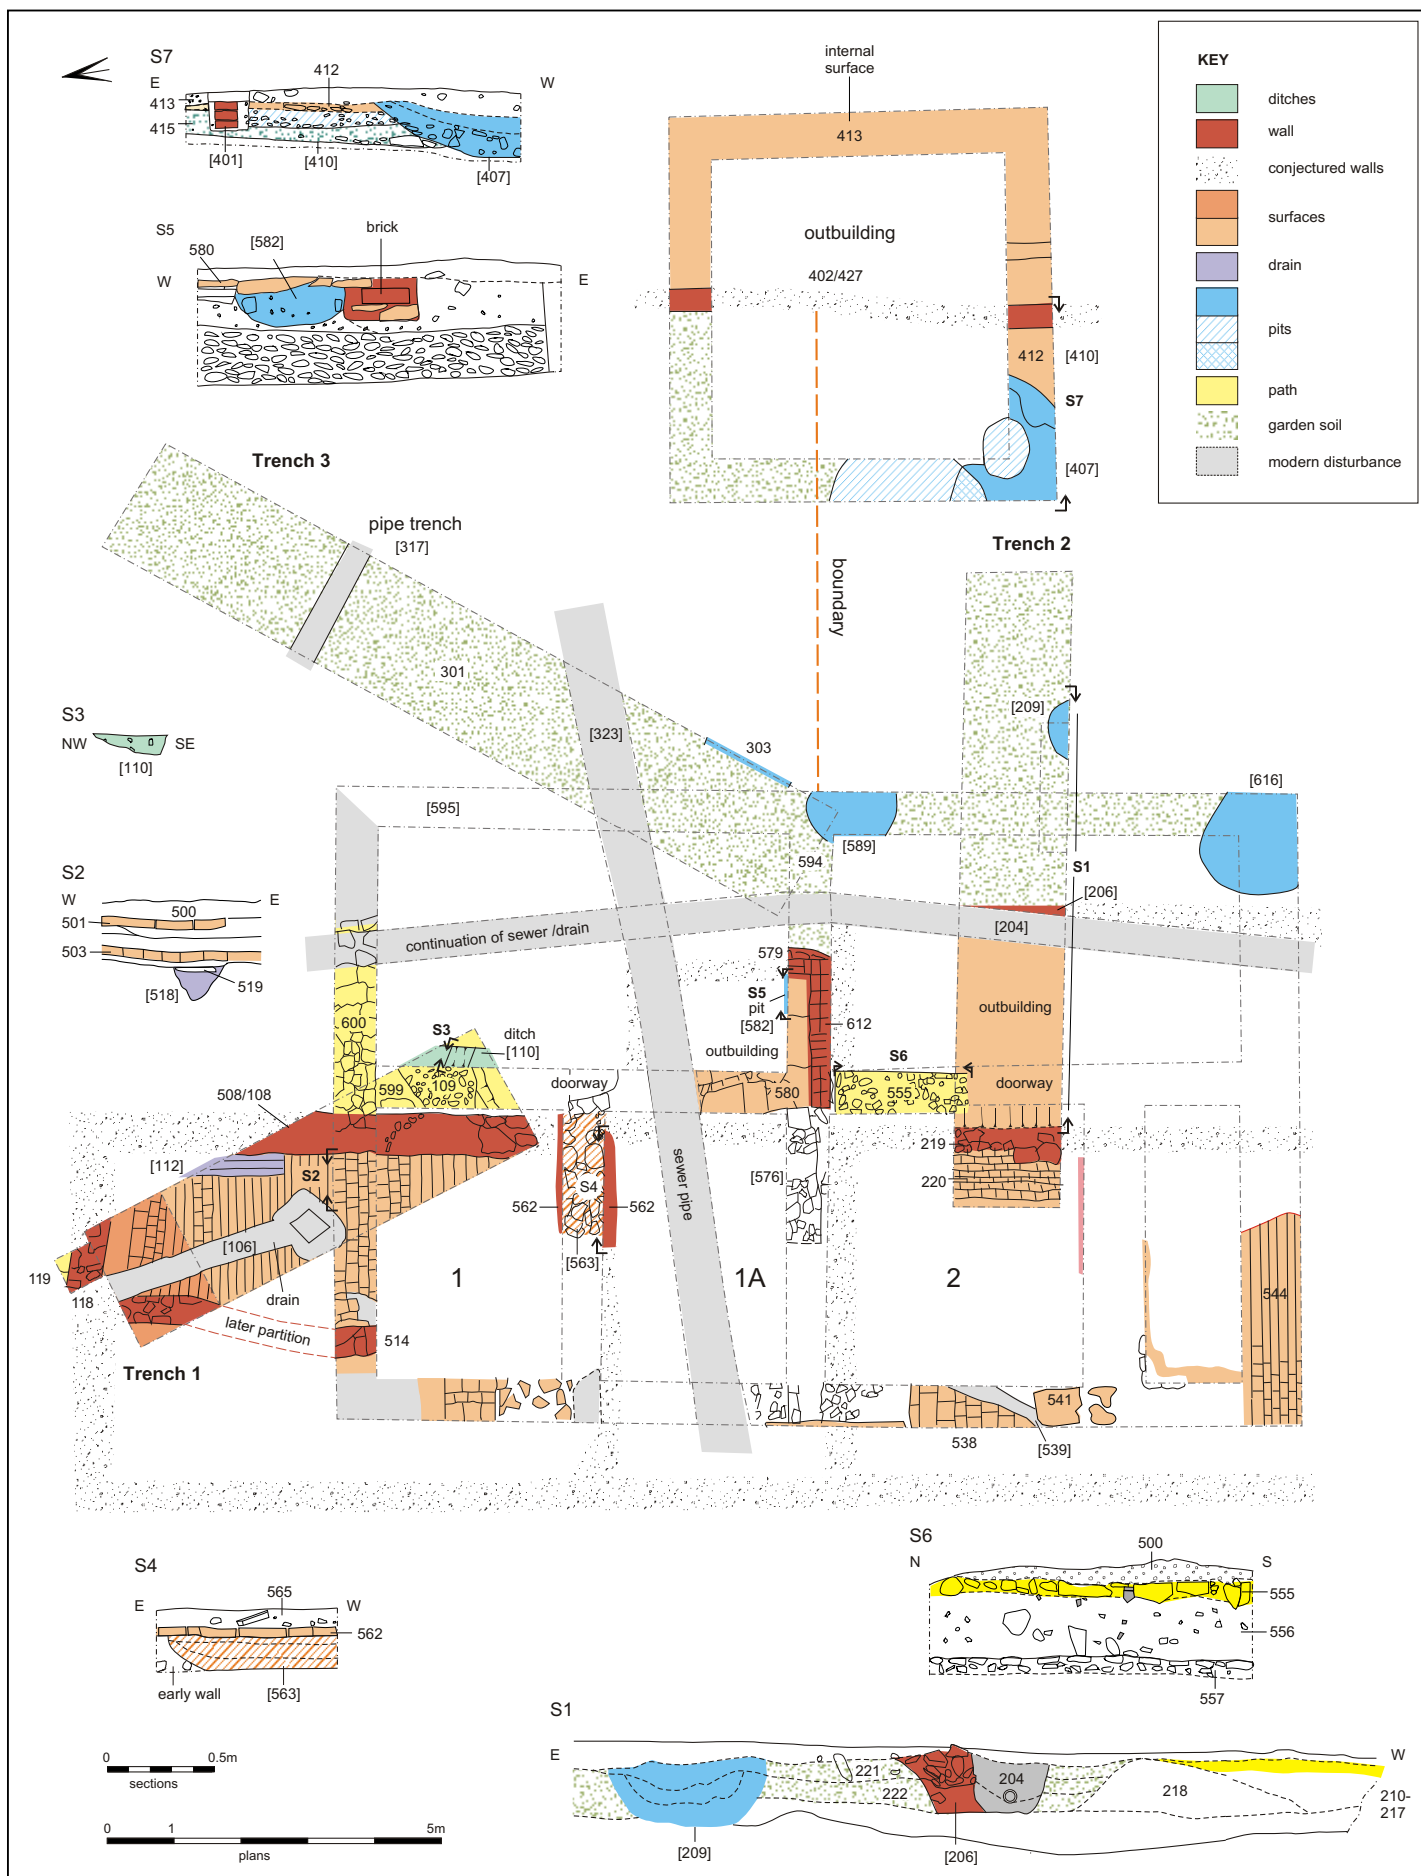 S7
E
W
412
413
415
[401]
[410]
[407]
S5
580
[582]
brick
W
E
internal
surface
413
outbuilding
402/427
412
[410]
S7
[407]
KEY
ditches
wall
conjectured walls
surfaces
drain
pits
path
garden soil
modern disturbance
Trench 3
pipe trench
[317]
Trench 2
boundary
301
[323]
303
[209]
[616]
S3
NW
SE
[110]
[595]
[589]
594
S1
[206]
[204]
S2
W
E
500
501
503
519
[518]
continuation of sewer /drain
579
S5
pit
[582]
612
outbuilding
outbuilding
600
S3
ditch
[110]
599
109
doorway
S6
580
555
doorway
508/108
[112]
S2
219
220
[576]
S4
562
562
[563]
sewer pipe
[106]
119
118
drain
later partition
514
1
1A
2
544
Trench 1
541
538
[539]
S6
N
S
500
555
556
557
S4
E
W
565
562
early wall
[563]
S1
E
W
221
222
204
218
210-
217
[209]
[206]
0
0.5m
sections
0
1
5m
plans